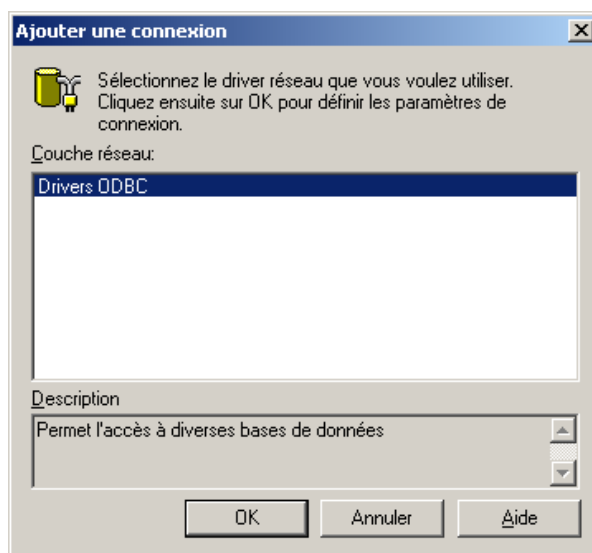 Ajouter une connexion
Sélectionnez le driver réseau que vous voulez utiliser.
Cliquez ensuite sur OK pour définir les paramètres de
connexion.
Couche réseau:
Drivers ODBC
Description
Permet l'accès à diverses bases de données
OK Annuler Aide